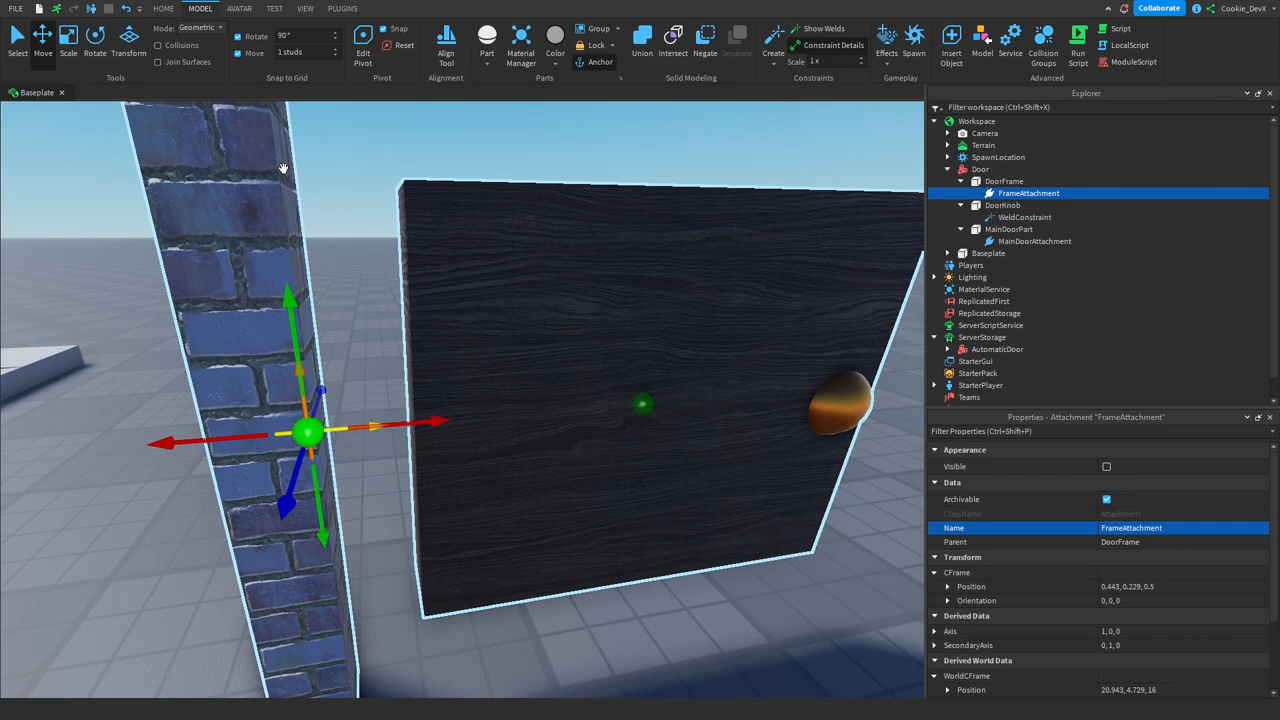 FILE HOME MODEL AVATAR TEST VIEW PLUGINS Collaborate Cookie_DevX
Select Move Scale Rotate Transform
Mode: Geometric
Collisions
Join Surfaces
Tools
Rotate 90°
Move 1 studs
Snap to Grid
Edit Pivot
Snap
Reset
Pivot
Align Tool
Alignment
Part Material Manager Color
Group
Lock
Anchor
Parts
Union Intersect Negate Separate
Solid Modeling
Create
Show Welds
Constraint Details
Scale 1 x
Constraints
Effects Spawn
Gameplay
Insert Object Model Service Collision Groups Run Script
Script
LocalScript
ModuleScript
Advanced
Baseplate
Explorer
Filter workspace (Ctrl+Shift+X)
Workspace
Camera
Terrain
SpawnLocation
Door
DoorFrame
FrameAttachment
DoorKnob
WeldConstraint
MainDoorPart
MainDoorAttachment
Baseplate
Players
Lighting
MaterialService
ReplicatedFirst
ReplicatedStorage
ServerScriptService
ServerStorage
AutomaticDoor
StarterGui
StarterPack
StarterPlayer
Teams
Properties - Attachment "FrameAttachment"
Filter Properties (Ctrl+Shift+P)
Appearance
Visible
Data
Archivable
ClassName Attachment
Name FrameAttachment
Parent DoorFrame
Transform
CFrame
Position 0.443, 0.229, 0.5
Orientation 0, 0, 0
Derived Data
Axis 1, 0, 0
SecondaryAxis 0, 1, 0
Derived World Data
WorldCFrame
Position 20.943, 4.729, 16